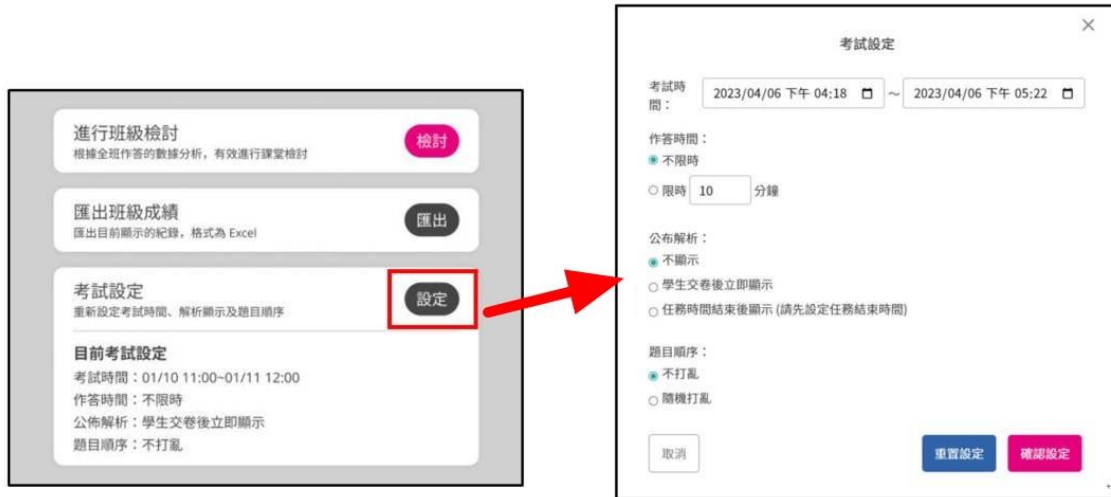 進行班級檢討
根據全班作答的數據分析，有效進行課堂檢討
檢討
匯出班級成績
匯出目前顯示的紀錄，格式為 Excel
匯出
考試設定
重新設定考試時間、解析顯示及題目順序
設定
目前考試設定
考試時間：01/10 11:00~01/11 12:00
作答時間：不限時
公佈解析：學生交卷後立即顯示
題目順序：不打亂
考試設定
考試時
間：
2023/04/06 下午 04:18 ～ 2023/04/06 下午 05:22
作答時間：
不限時
限時 10 分鐘
公布解析：
不顯示
學生交卷後立即顯示
任務時間結束後顯示 (請先設定任務結束時間)
題目順序：
不打亂
隨機打亂
取消 重置設定 確認設定